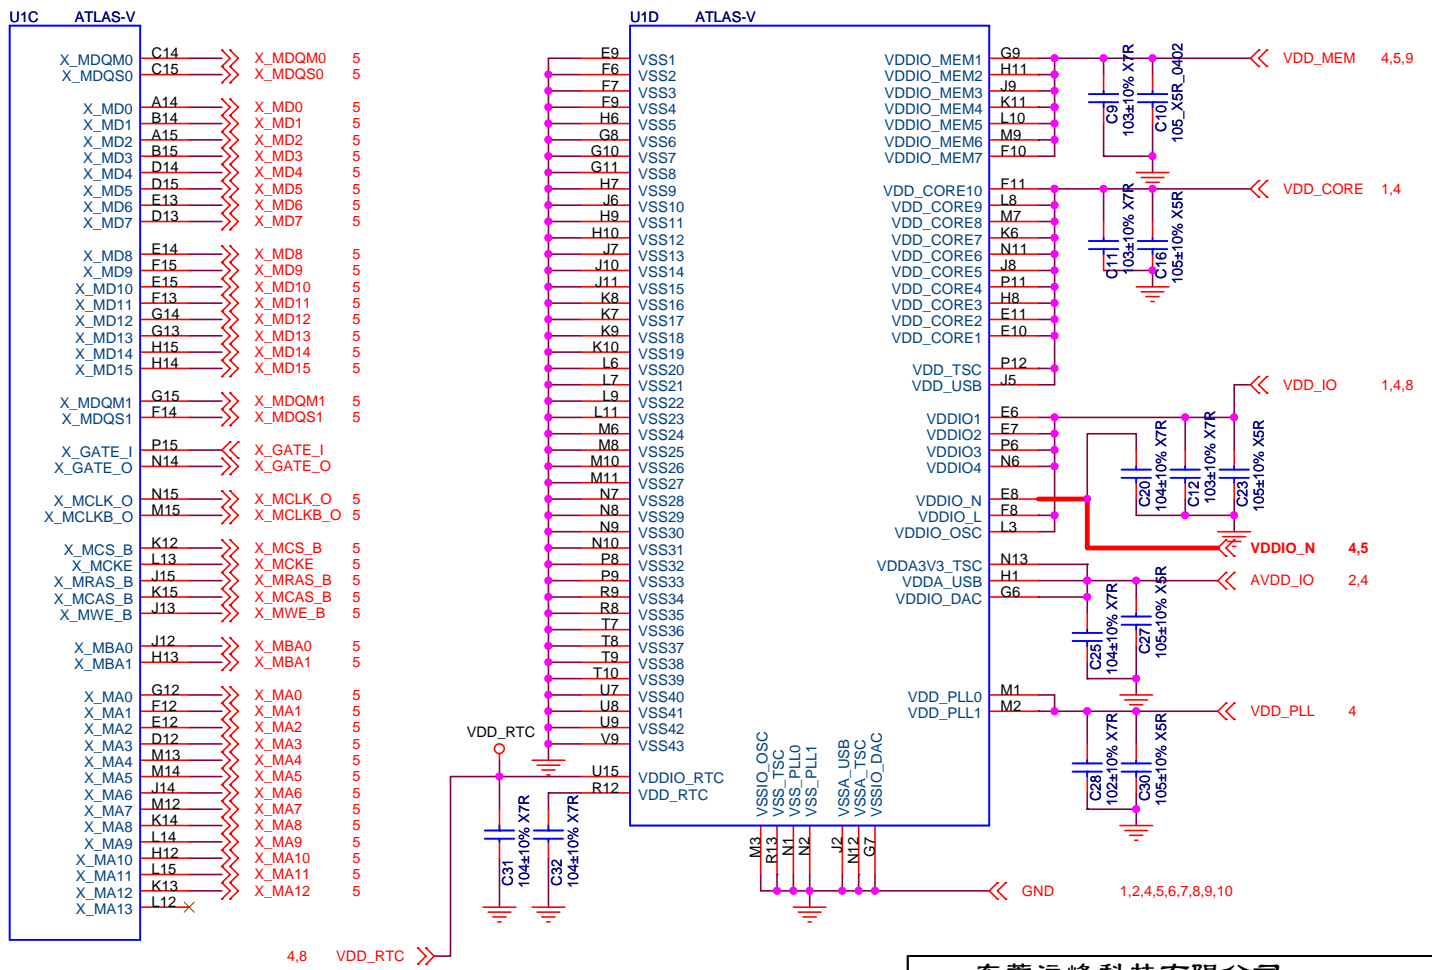 U1C ATLAS-V
X_MDQM0 C14 X_MDQM0 5
X_MDQS0 C15 X_MDQS0 5
X_MD0 A14 X_MD0 5
X_MD1 B14 X_MD1 5
X_MD2 A15 X_MD2 5
X_MD3 B15 X_MD3 5
X_MD4 D14 X_MD4 5
X_MD5 D15 X_MD5 5
X_MD6 E13 X_MD6 5
X_MD7 D13 X_MD7 5
X_MD8 E14 X_MD8 5
X_MD9 F15 X_MD9 5
X_MD10 E15 X_MD10 5
X_MD11 F13 X_MD11 5
X_MD12 G14 X_MD12 5
X_MD13 G13 X_MD13 5
X_MD14 H15 X_MD14 5
X_MD15 H14 X_MD15 5
X_MDQM1 G15 X_MDQM1 5
X_MDQS1 F14 X_MDQS1 5
X_GATE_I P15 X_GATE_I
X_GATE_O N14 X_GATE_O
X_MCLK_O N15 X_MCLK_O 5
X_MCLKB_O M15 X_MCLKB_O 5
X_MCS_B K12 X_MCS_B 5
X_MCKE L13 X_MCKE 5
X_MRAS_B J15 X_MRAS_B 5
X_MCAS_B K15 X_MCAS_B 5
X_MWE_B J13 X_MWE_B 5
X_MBA0 J12 X_MBA0 5
X_MBA1 H13 X_MBA1 5
X_MA0 G12 X_MA0 5
X_MA1 F12 X_MA1 5
X_MA2 E12 X_MA2 5
X_MA3 D12 X_MA3 5
X_MA4 M13 X_MA4 5
X_MA5 M14 X_MA5 5
X_MA6 J14 X_MA6 5
X_MA7 M12 X_MA7 5
X_MA8 K14 X_MA8 5
X_MA9 L14 X_MA9 5
X_MA10 H12 X_MA10 5
X_MA11 L15 X_MA11 5
X_MA12 K13 X_MA12 5
X_MA13 L12
U1D ATLAS-V
E9 VSS1
F6 VSS2
F7 VSS3
F9 VSS4
H6 VSS5
G8 VSS6
G10 VSS7
G11 VSS8
H7 VSS9
J6 VSS10
H9 VSS11
H10 VSS12
J7 VSS13
J10 VSS14
J11 VSS15
K8 VSS16
K7 VSS17
K9 VSS18
K10 VSS19
L6 VSS20
L7 VSS21
L9 VSS22
L11 VSS23
M6 VSS24
M8 VSS25
M10 VSS26
M11 VSS27
N7 VSS28
N8 VSS29
N9 VSS30
N10 VSS31
P8 VSS32
P9 VSS33
R9 VSS34
R8 VSS35
T7 VSS36
T8 VSS37
T9 VSS38
T10 VSS39
U7 VSS40
U8 VSS41
U9 VSS42
V9 VSS43
U15 VDDIO_RTC
R12 VDD_RTC
VDD_RTC
C31 104±10% X7R
C32 104±10% X7R
4,8 VDD_RTC
VDDIO_MEM1 G9
VDDIO_MEM2 H11
VDDIO_MEM3 J9
VDDIO_MEM4 K11
VDDIO_MEM5 L10
VDDIO_MEM6 M9
VDDIO_MEM7 F10
VDD_MEM 4,5,9
C9 103±10% X7R
C10 105_X5R_0402
VDD_CORE10 F11
VDD_CORE9 L8
VDD_CORE8 M7
VDD_CORE7 K6
VDD_CORE6 N11
VDD_CORE5 J8
VDD_CORE4 P11
VDD_CORE3 H8
VDD_CORE2 E11
VDD_CORE1 E10
VDD_CORE 1,4
C11 103±10% X7R
C16 105±10% X5R
VDD_TSC P12
VDD_USB J5
VDD_IO 1,4,8
VDDIO1 E6
VDDIO2 E7
VDDIO3 P6
VDDIO4 N6
C20 104±10% X7R
C12 103±10% X7R
C23 105±10% X5R
VDDIO_N E8
VDDIO_L F8
VDDIO_OSC L3
VDDIO_N 4,5
VDDA3V3_TSC N13
VDDA_USB H1
VDDIO_DAC G6
AVDD_IO 2,4
C25 104±10% X7R
C27 105±10% X5R
VDD_PLL0 M1
VDD_PLL1 M2
VDD_PLL 4
C28 102±10% X7R
C30 105±10% X5R
VSSIO_OSC M3
VSS_TSC R13
VSS_PLL0 N1
VSS_PLL1 N2
VSSA_USB J2
VSSA_TSC N12
VSSIO_DAC G7
GND 1,2,4,5,6,7,8,9,10